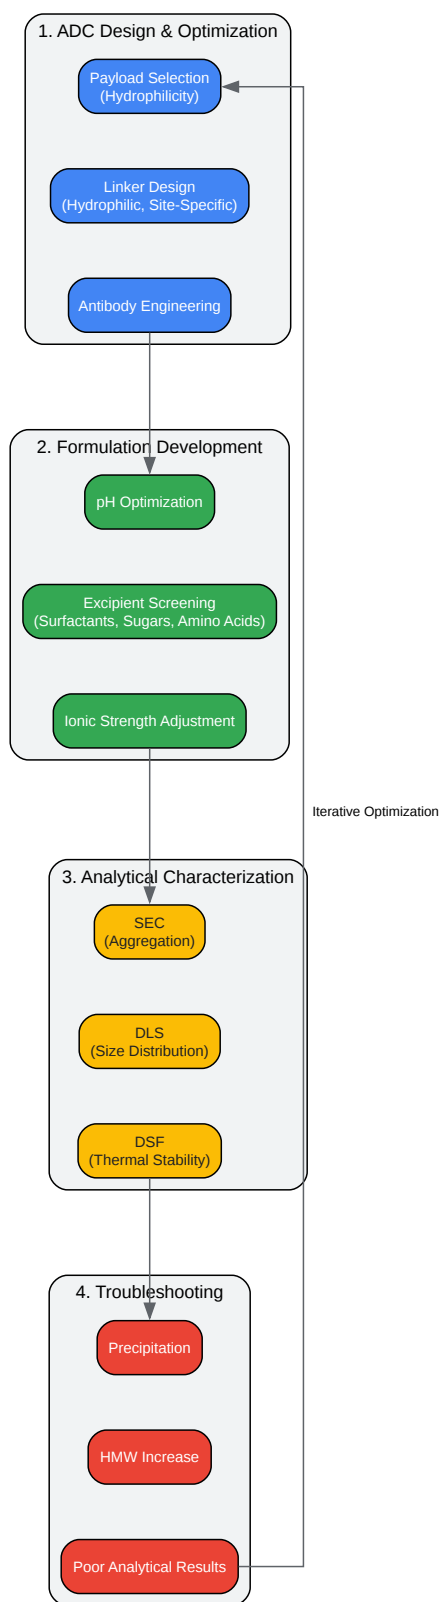 1. ADC Design & Optimization
Payload Selection
(Hydrophilicity)
Linker Design
(Hydrophilic, Site-Specific)
Antibody Engineering
2. Formulation Development
pH Optimization
Excipient Screening
(Surfactants, Sugars, Amino Acids)
Ionic Strength Adjustment
Iterative Optimization
3. Analytical Characterization
SEC
(Aggregation)
DLS
(Size Distribution)
DSF
(Thermal Stability)
4. Troubleshooting
Precipitation
HMW Increase
Poor Analytical Results